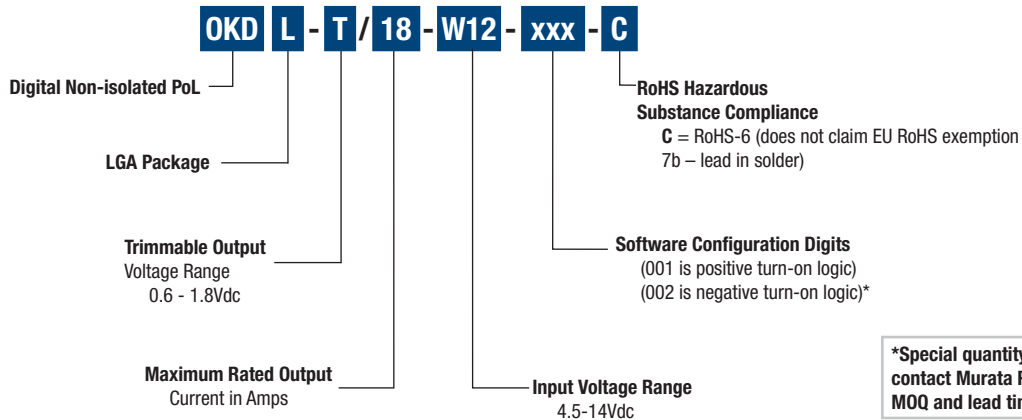 OKD L - T / 18 - W12 - xxx - C
Digital Non-isolated PoL
RoHS Hazardous
Substance Compliance
C = RoHS-6 (does not claim EU RoHS exemption
7b – lead in solder)
LGA Package
Trimmable Output
Voltage Range
0.6 - 1.8Vdc
Software Configuration Digits
(001 is positive turn-on logic)
(002 is negative turn-on logic)*
Maximum Rated Output
Current in Amps
Input Voltage Range
4.5-14Vdc
*Special quantity
contact Murata
MOQ and lead